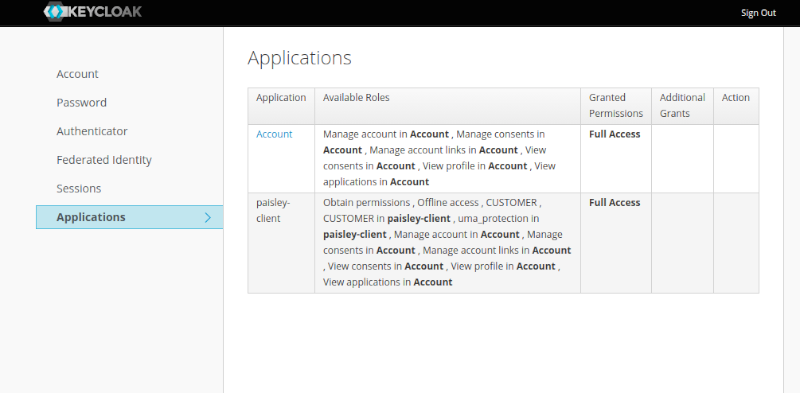 KEYCLOAK
Sign Out
Account
Password
Authenticator
Federated Identity
Sessions
Applications
Applications
Application
Available Roles
Granted
Permissions
Additional
Grants
Action
Account
Manage account in Account , Manage consents in
Account , Manage account links in Account , View
consents in Account , View profile in Account , View
applications in Account
Full Access
paisley-
client
Obtain permissions , Offline access , CUSTOMER ,
CUSTOMER in paisley-client , uma_protection in
paisley-client , Manage account in Account , Manage
consents in Account , Manage account links in Account
, View consents in Account , View profile in Account ,
View applications in Account
Full Access